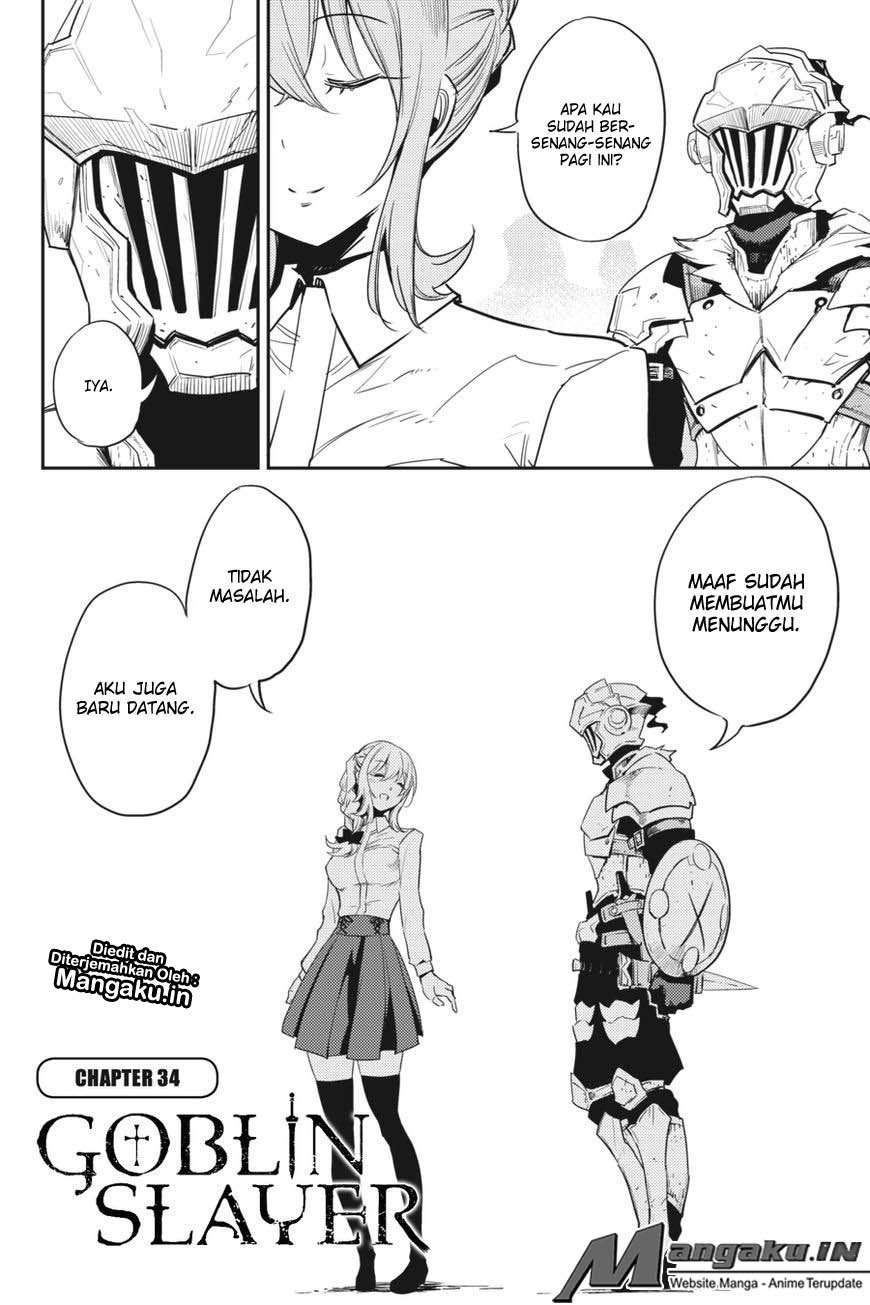 APA KAU
SUDAH BER-
SENANG-SENANG
PAGI INI?
IYA.
MAAF SUDAH
MEMBUATMU
MENUNGGU.
TIDAK
MASALAH.
AKU JUGA
BARU DATANG.
Diedit dan
Diterjemahkan Oleh :
Mangaku.in
CHAPTER 34
GOBLIN
SLAYER
Mangaku.IN
Website Manga - Anime Terupdate